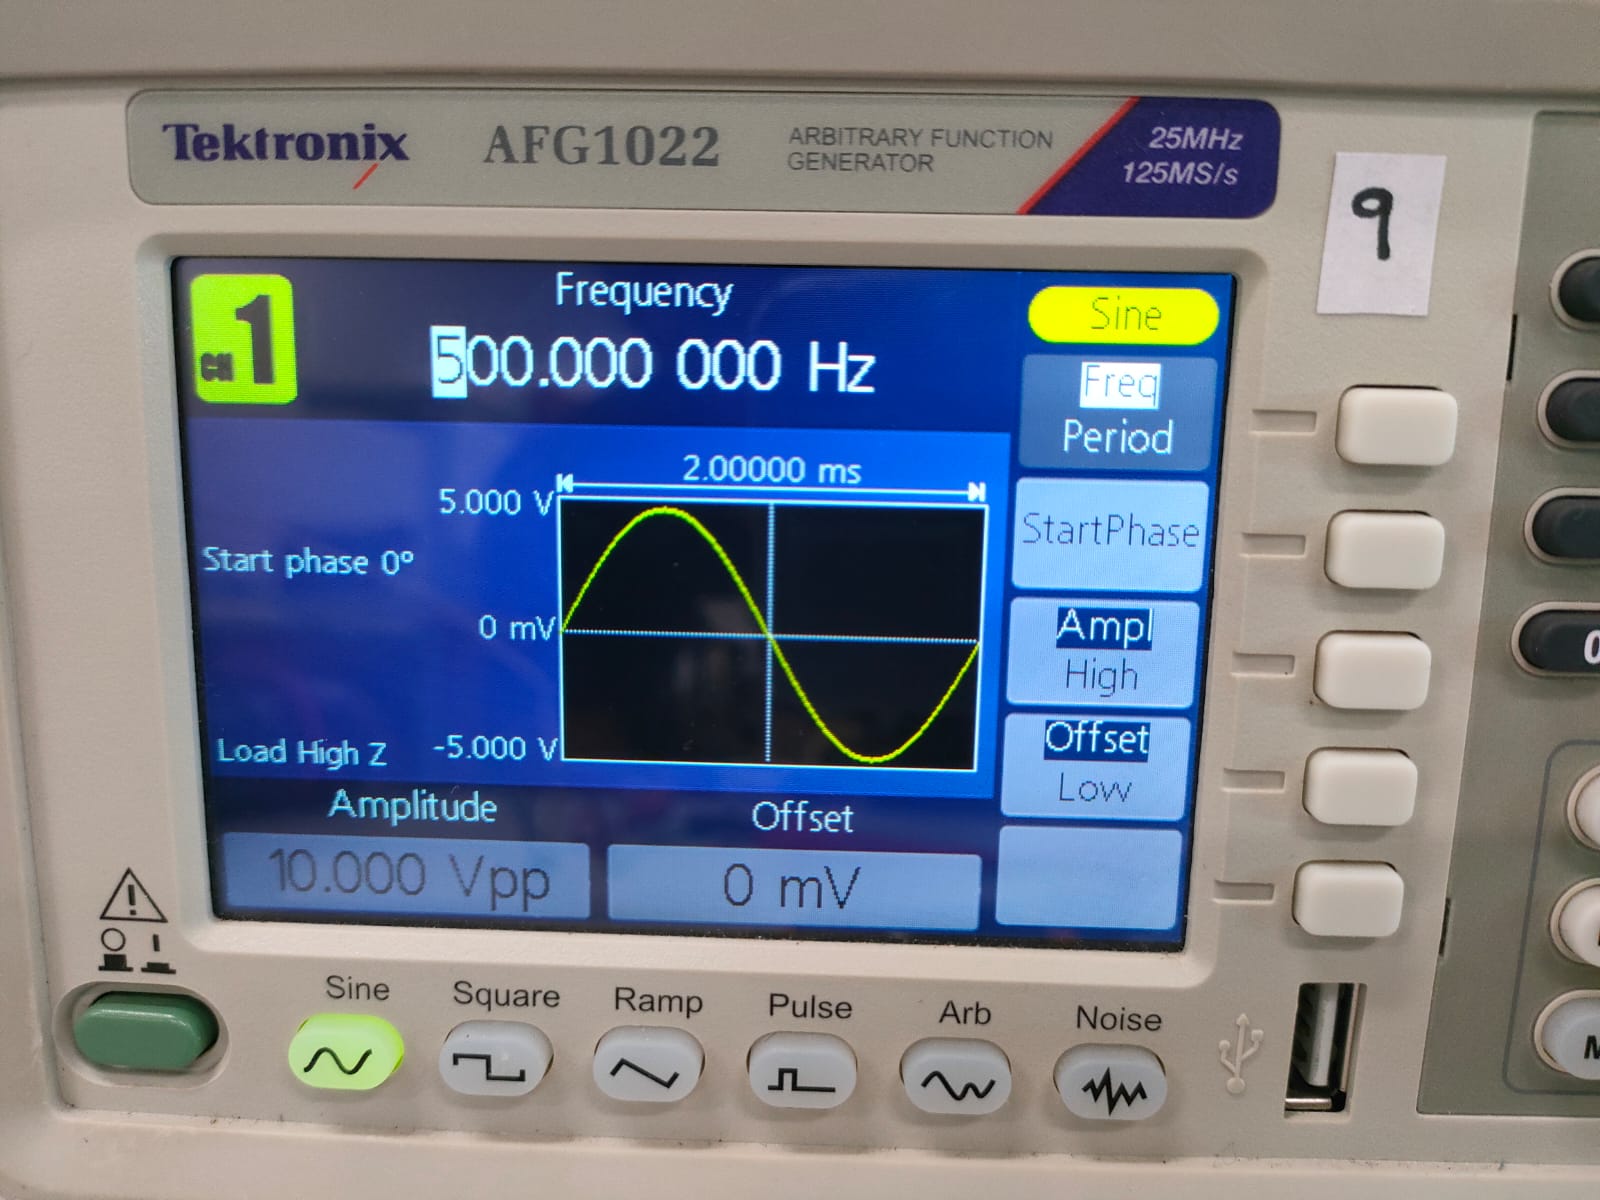 Tektronix AFG1022 ARBITRARY FUNCTION GENERATOR
25MHz
125MS/s
9
CH 1
Frequency
500.000 000 Hz
Sine
Freq
Period
2.00000 ms
5.000 V
StartPhase
Start phase 0°
0 mV
Ampl
High
Load High Z
-5.000 V
Offset
Low
Amplitude
Offset
10.000 Vpp
0 mV
Sine
Square
Ramp
Pulse
Arb
Noise